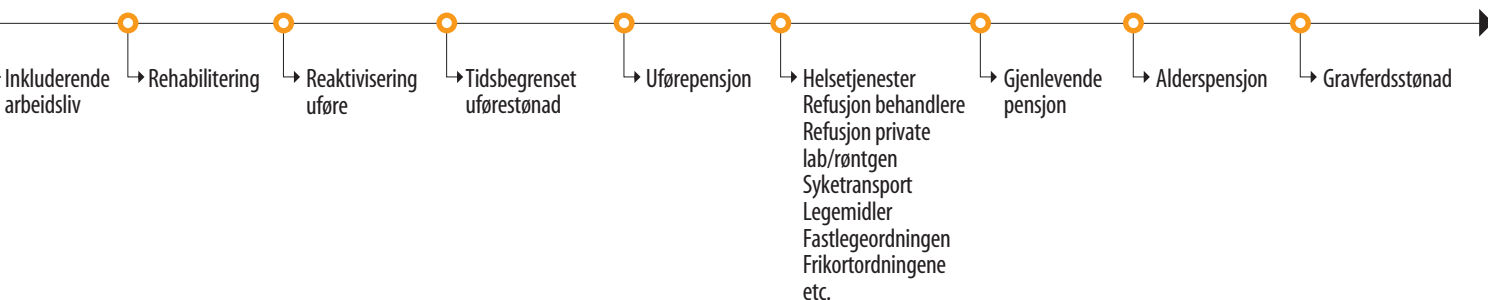 Inkluderende
arbeidsliv
Rehabilitering
Reaktivisering
uføre
Tidsbegrenset
uførestønad
Uførepensjon
Helsetjenester
Refusjon behandlere
Refusjon private
lab/røntgen
Syketransport
Legemidler
Fastlegeordningen
Frikortordningene
etc.
Gjenlevende
pensjon
Alderspensjon
Gravferdsstønad